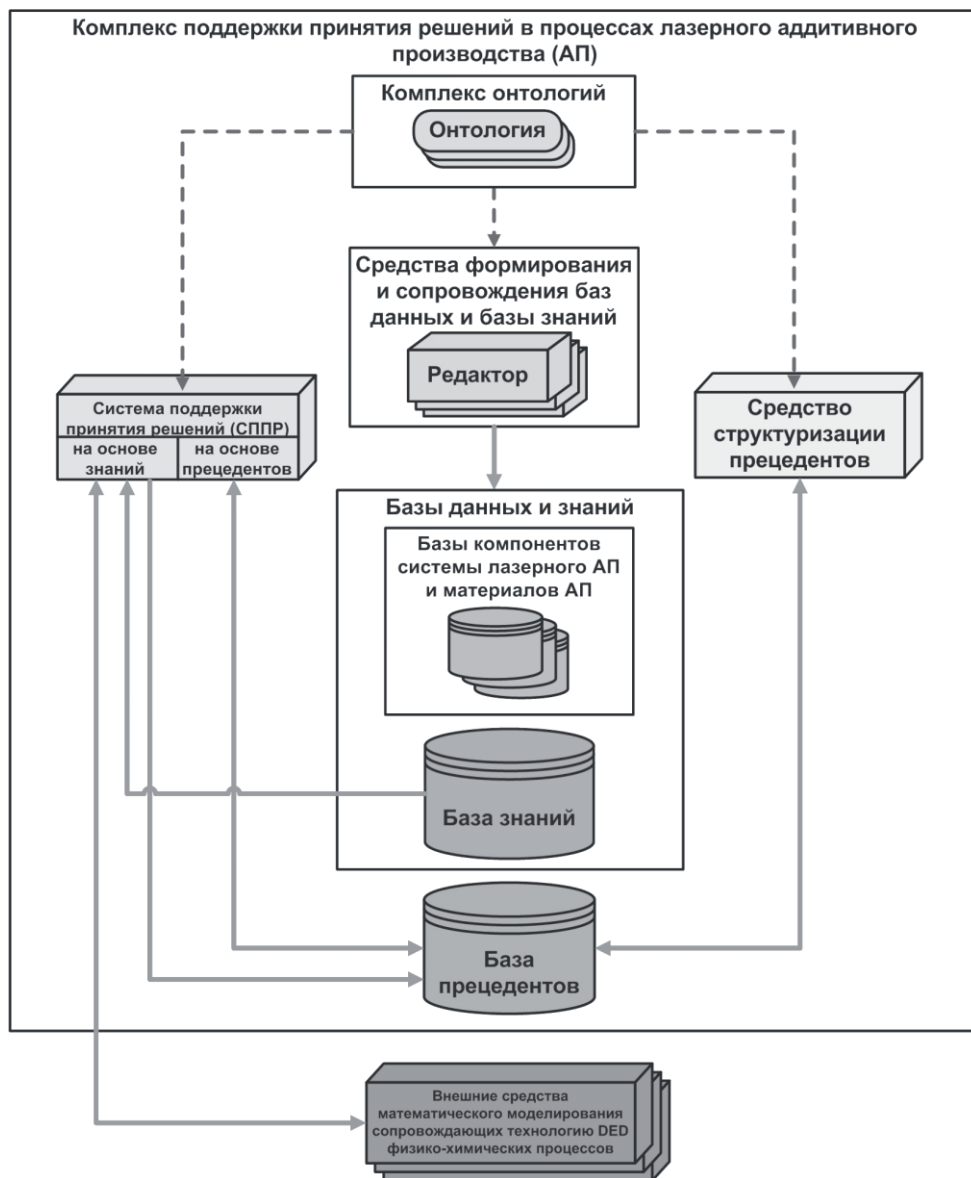 Комплекс поддержки принятия решений в процессах лазерного аддитивного
производства (АП)
Комплекс онтологий
Онтология
Средства формирования
и сопровождения баз
данных и базы знаний
Редактор
Система поддержки
принятия решений (СППР)
на основе
знаний
на основе
прецедентов
Средство
структуризации
прецедентов
Базы данных и знаний
Базы компонентов
системы лазерного АП
и материалов АП
База знаний
База
прецедентов
Внешние средства
математического моделирования
сопровождающих технологию DED
физико-химических процессов